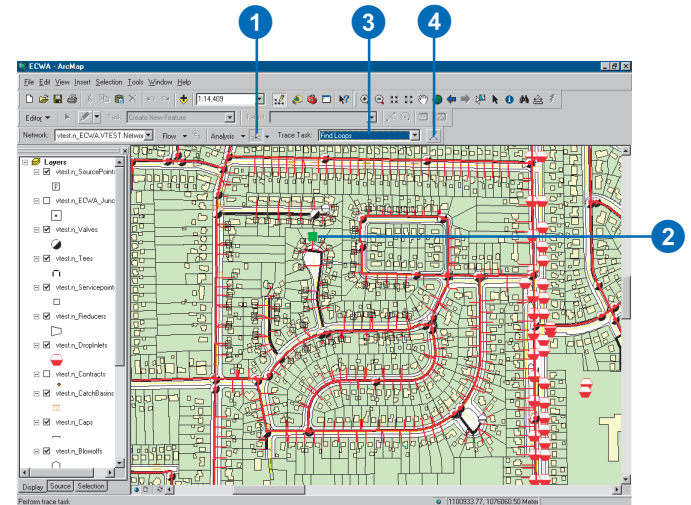 1
3
4
ECWA - ArcMap
File Edit View Insert Selection Tools Window Help
1:14,409
Editor Task: Create New Feature Target:
Network: vtest.n_ECWA.VTEST.Networ Flow Analysis Trace Task: Find Loops
Layers
vtest.n_SourcePoints
F
vtest.n_ECWA_Junc
vtest.n_Valves
2
vtest.n_Tees
vtest.n_Servicepoint
vtest.n_Reducers
vtest.n_DropInlets
vtest.n_Contracts
vtest.n_CatchBasins
vtest.n_Caps
vtest.n_Blowoffs
Display Source Selection
Perform trace task
1100933.77, 1076060.50 Meter